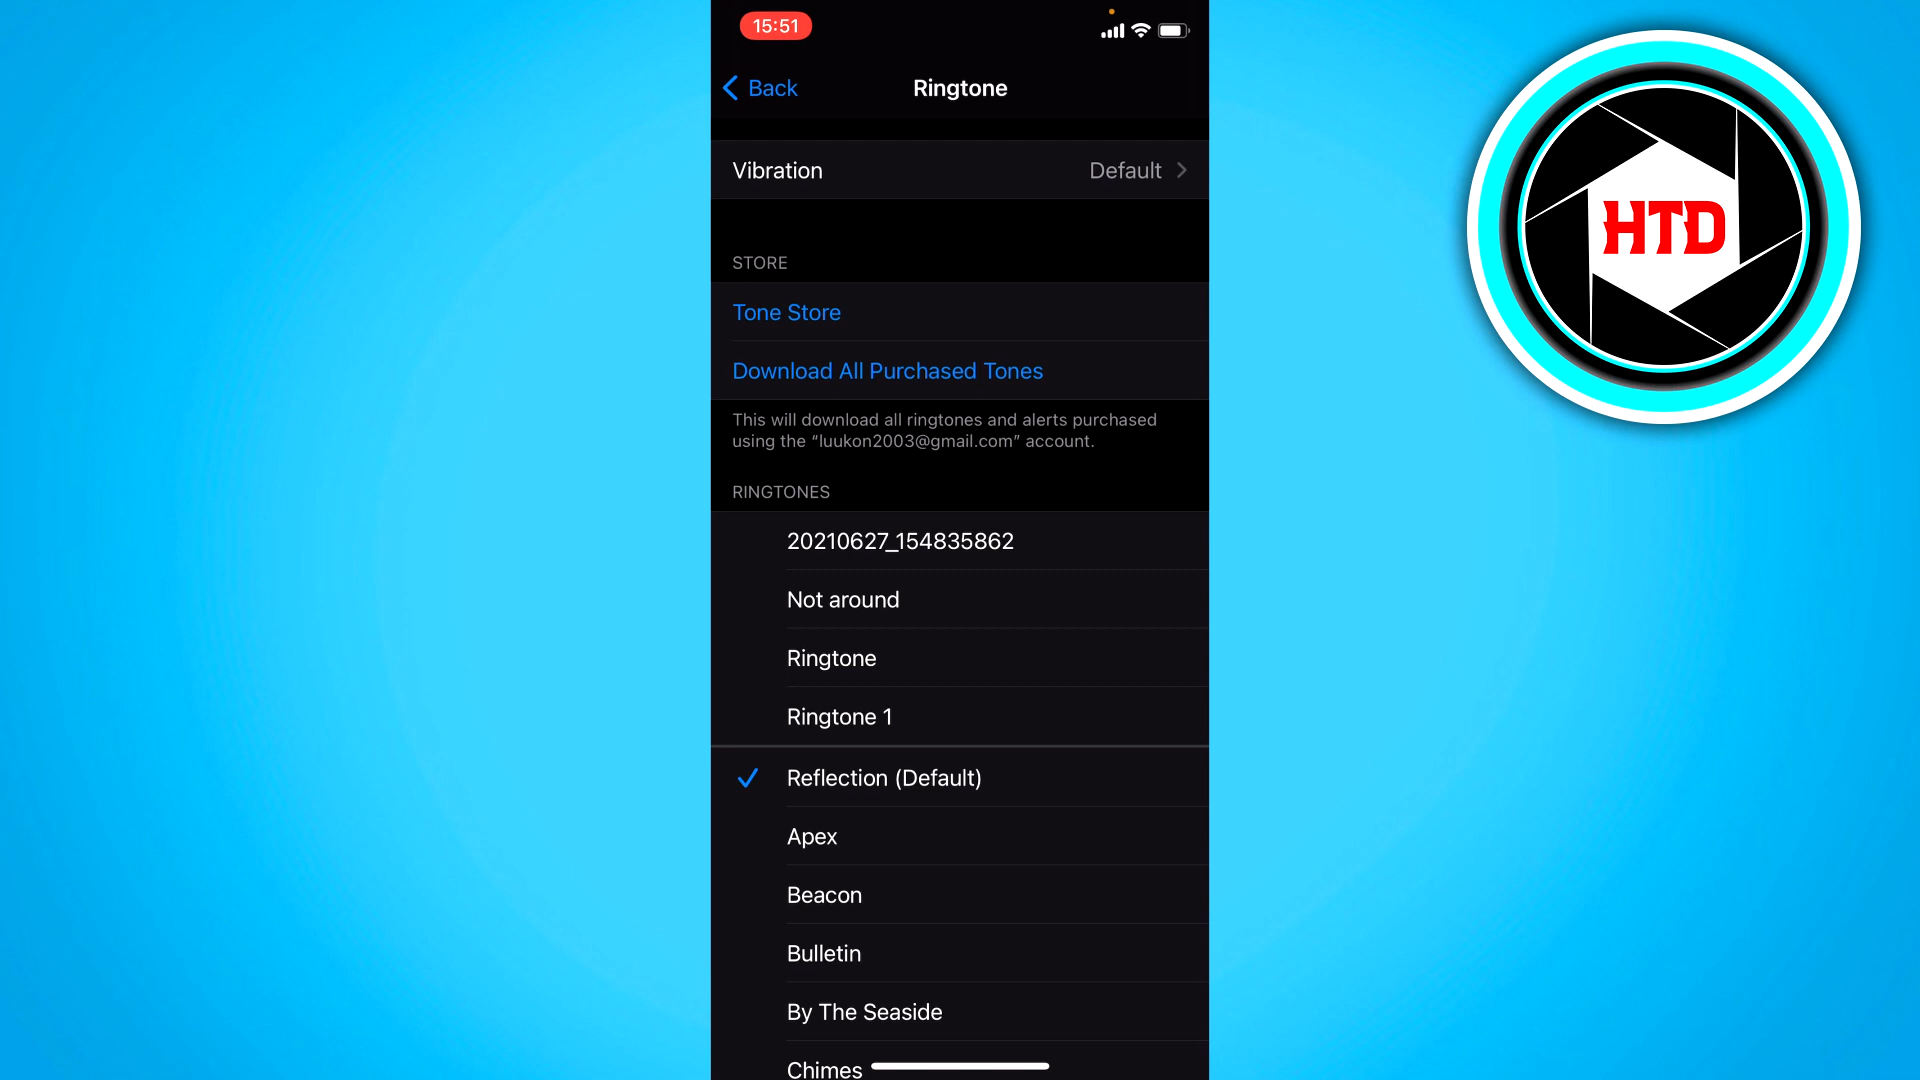 15:51
Back
Ringtone
Vibration
Default
STORE
Tone Store
Download All Purchased Tones
This will download all ringtones and alerts purchased
using the “luukon2003@gmail.com” account.
RINGTONES
20210627_154835862
Not around
Ringtone
Ringtone 1
Reflection (Default)
Apex
Beacon
Bulletin
By The Seaside
Chimes
HTD